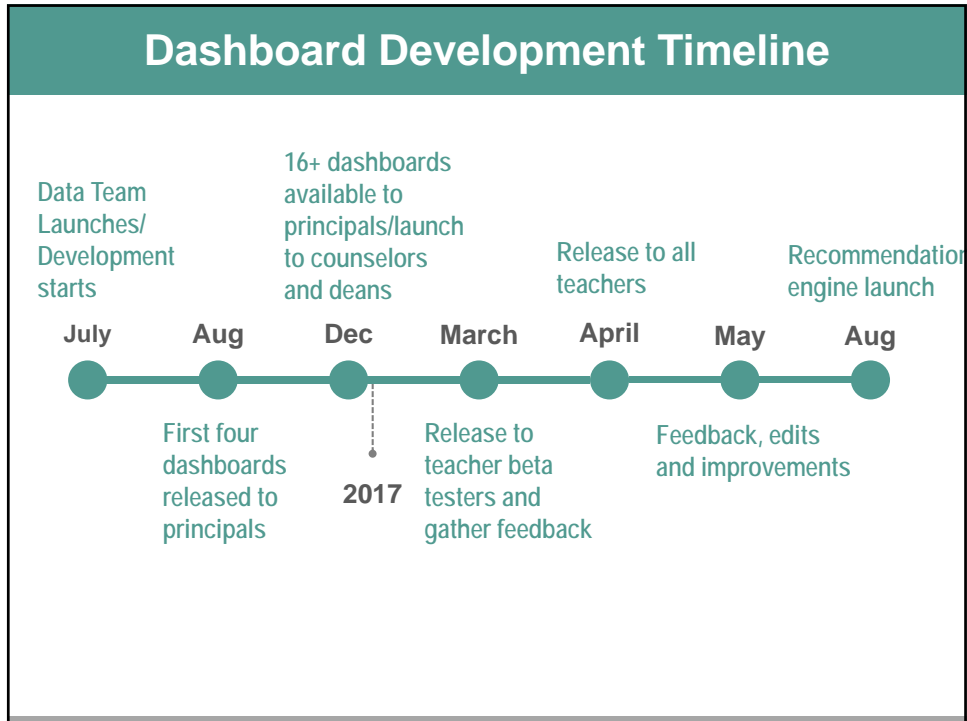 Dashboard Development Timeline
Data Team
Launches/
Development
starts
July
Aug
First four
dashboards
released to
principals
16+ dashboards
available to
principals/launch
to counselors
and deans
Dec
2017
March
Release to
teacher beta
testers and
gather feedback
Release to all
teachers
April
May
Feedback, edits
and improvements
Recommendation
engine launch
Aug